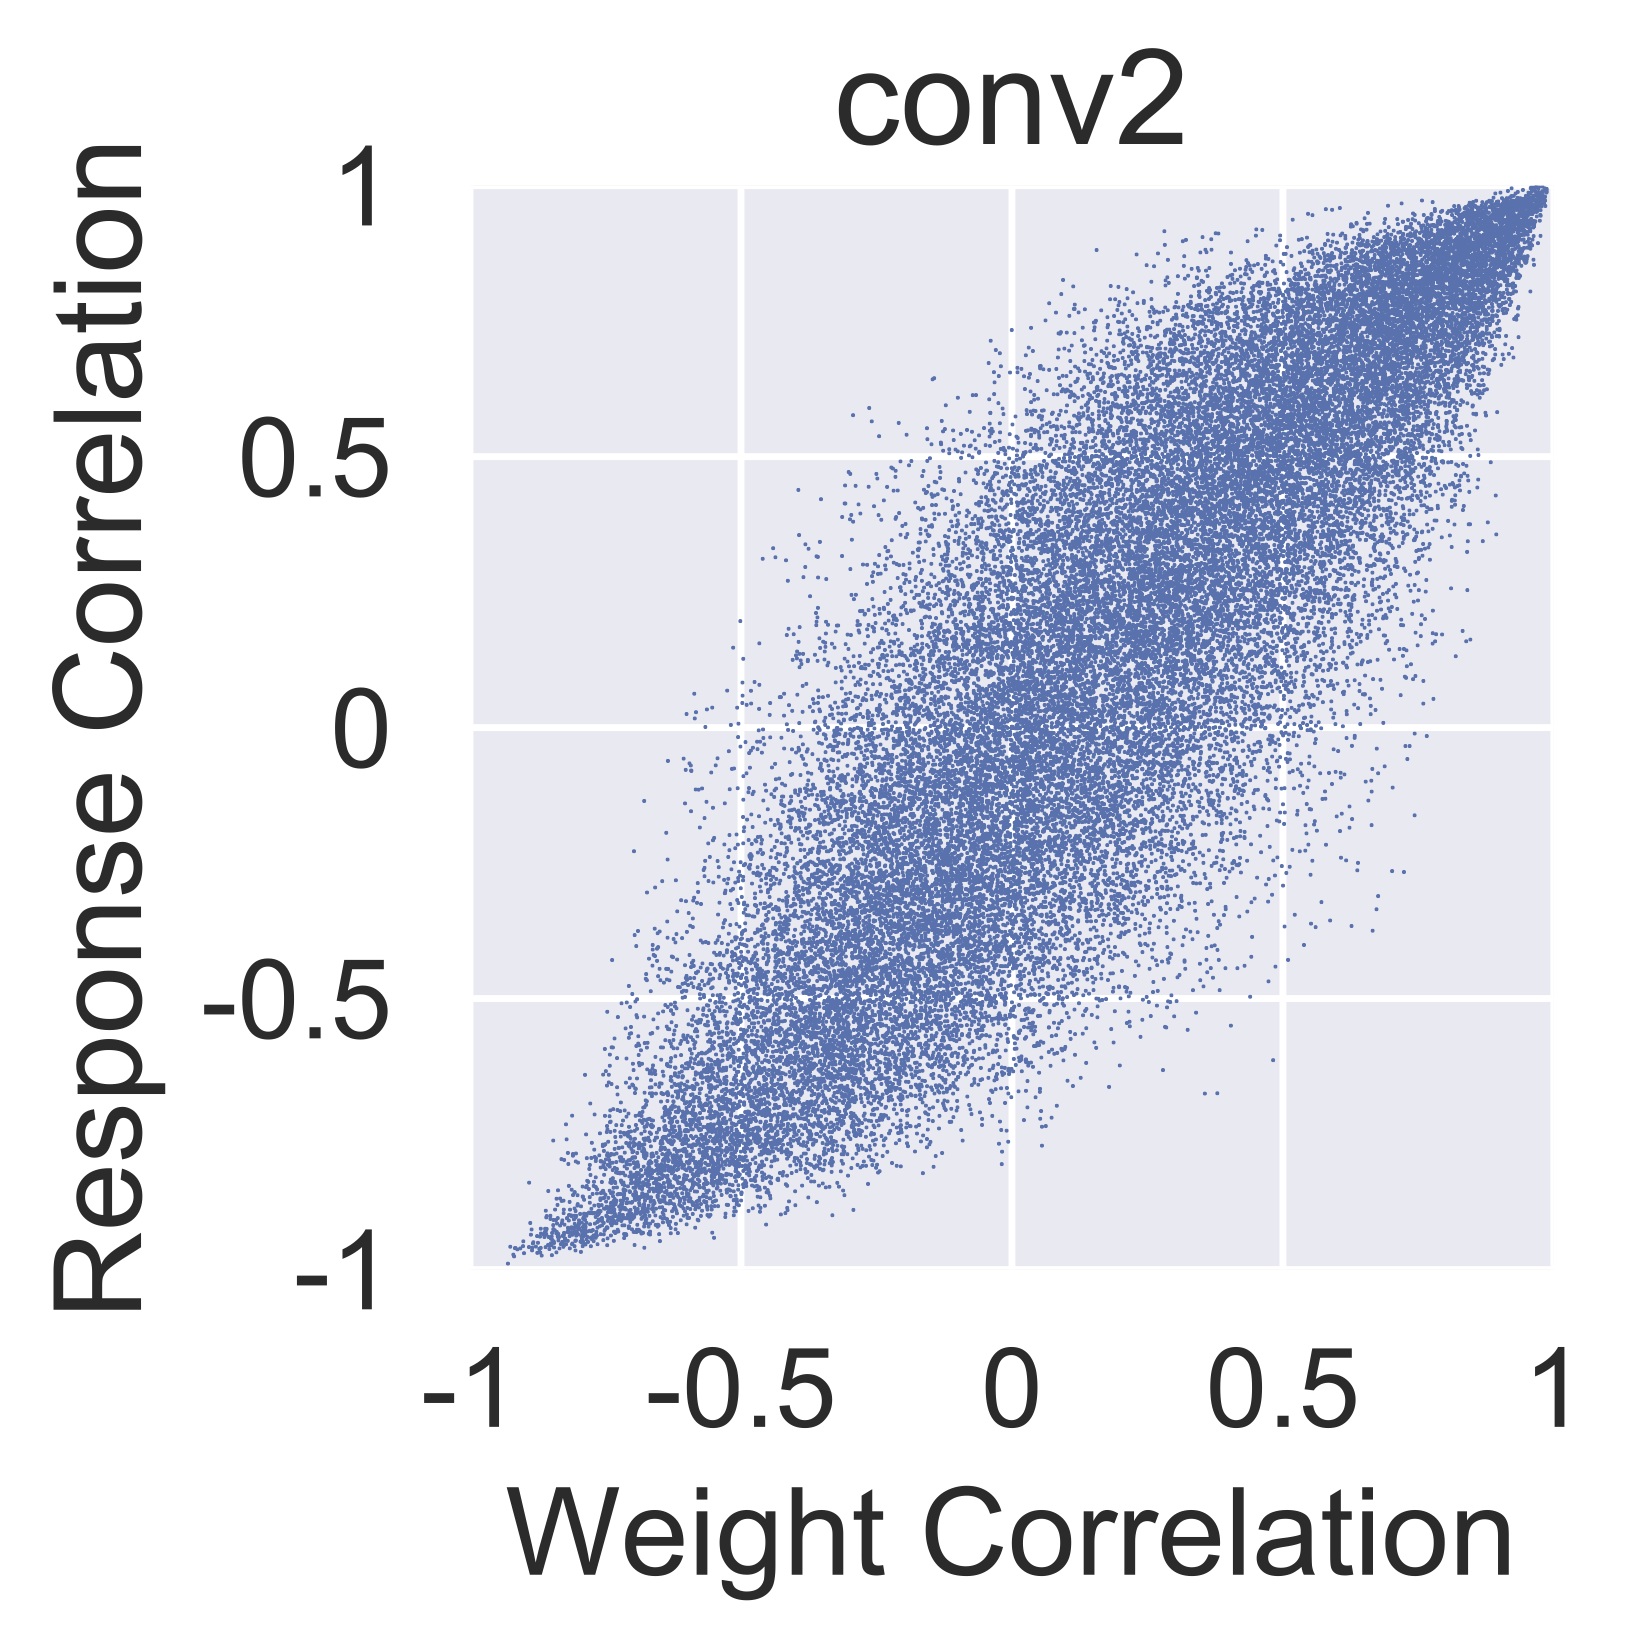 conv2
Response Correlation
1
0.5
0
-0.5
-1
-1 -0.5 0 0.5 1
Weight Correlation